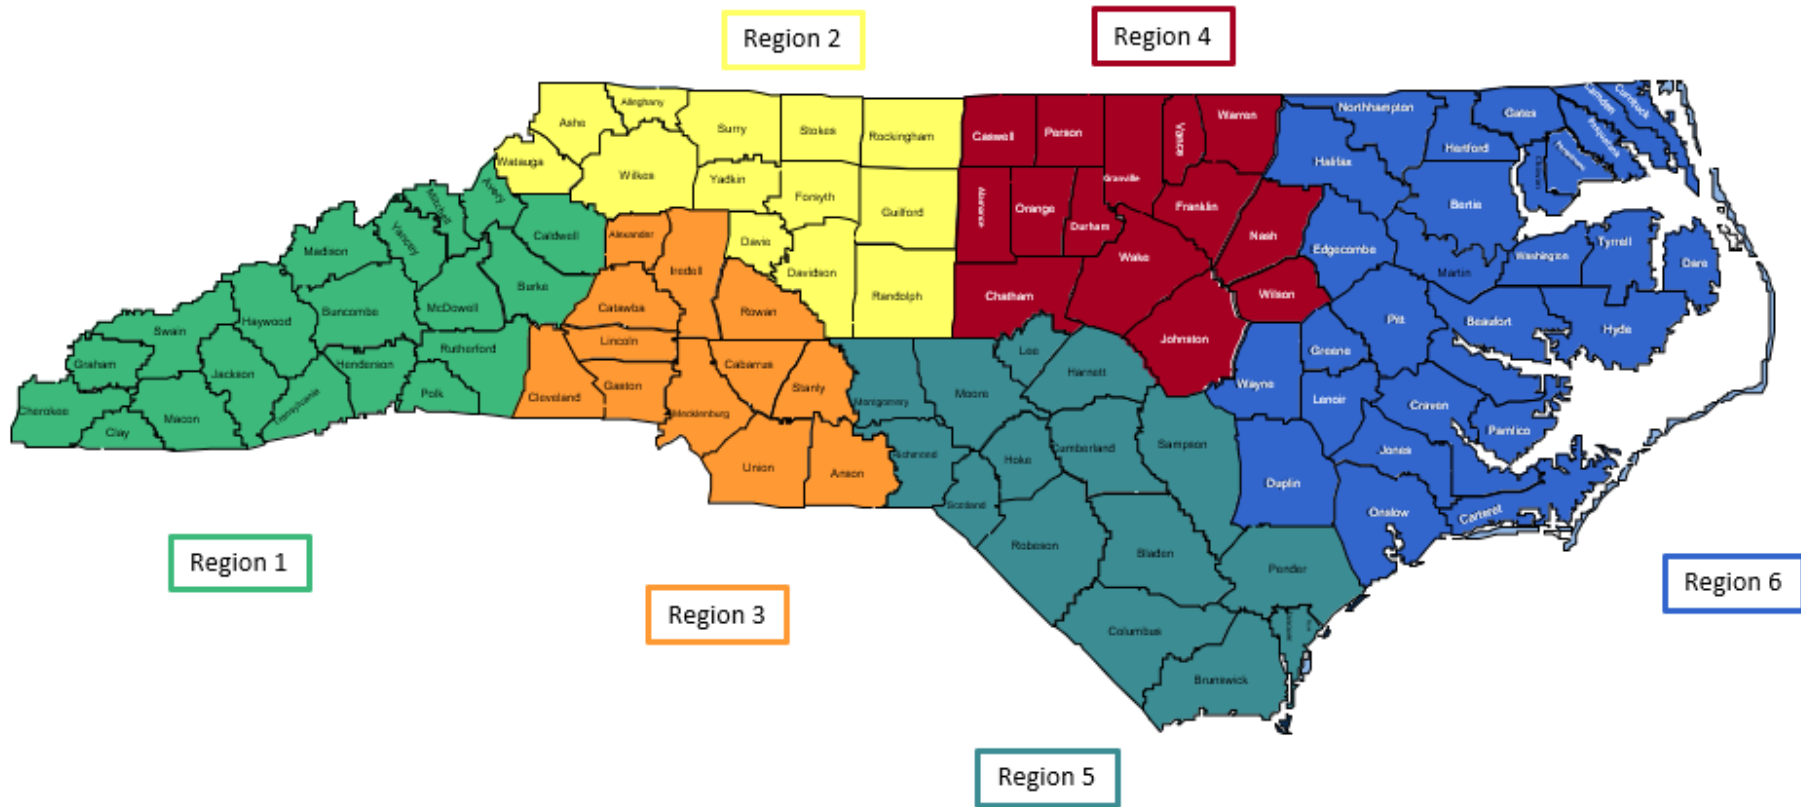 Region 2
Region 4
Alleghany
Ashe
Surry
Stokes
Rockingham
Caswell
Person
Vance
Warren
Northhampton
Gates
Camden
Currituck
Watauga
Wilkes
Yadkin
Forsyth
Guilford
Alamance
Orange
Durham
Granville
Franklin
Halifax
Hertford
Bertie
Mitchell
Avery
Yancey
Caldwell
Alexander
Iredell
Davie
Davidson
Randolph
Chatham
Wake
Nash
Edgecombe
Martin
Washington
Tyrrell
Dare
Madison
Buncombe
McDowell
Burke
Catawba
Rowan
Wilson
Johnston
Pitt
Beaufort
Hyde
Swain
Haywood
Rutherford
Lincoln
Cabarrus
Stanly
Lee
Harnett
Greene
Wayne
Lenoir
Craven
Pamlico
Graham
Jackson
Henderson
Polk
Cleveland
Gaston
Mecklenburg
Montgomery
Moore
Cherokee
Clay
Macon
Transylvania
Union
Anson
Richmond
Hoke
Cumberland
Sampson
Duplin
Jones
Onslow
Carteret
Scotland
Robeson
Bladen
Pender
Columbus
Brunswick
Region 1
Region 3
Region 6
Region 5